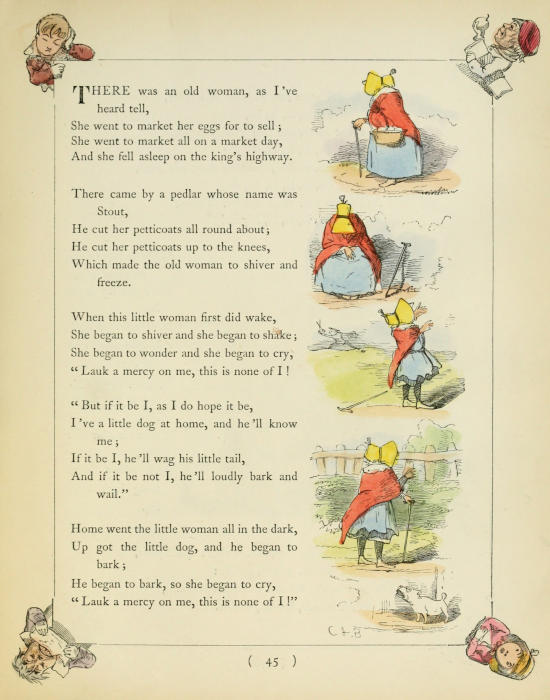 THERE was an old woman, as I've
heard tell,
She went to market her eggs for to sell;
She went to market all on a market day,
And she fell asleep on the king's highway.
There came by a pedlar whose name was
Stout,
He cut her petticoats all round about;
He cut her petticoats up to the knees,
Which made the old woman to shiver and
freeze.
When this little woman first did wake,
She began to shiver and she began to shake;
She began to wonder and she began to cry,
"Lauk a mercy on me, this is none of I!
"But if it be I, as I do hope it be,
I've a little dog at home, and he'll know
me;
If it be I, he'll wag his little tail,
And if it be not I, he'll loudly bark and
wail."
Home went the little woman all in the dark,
Up got the little dog, and he began to
bark;
He began to bark, so she began to cry,
"Lauk a mercy on me, this is none of I!"
( 45 )